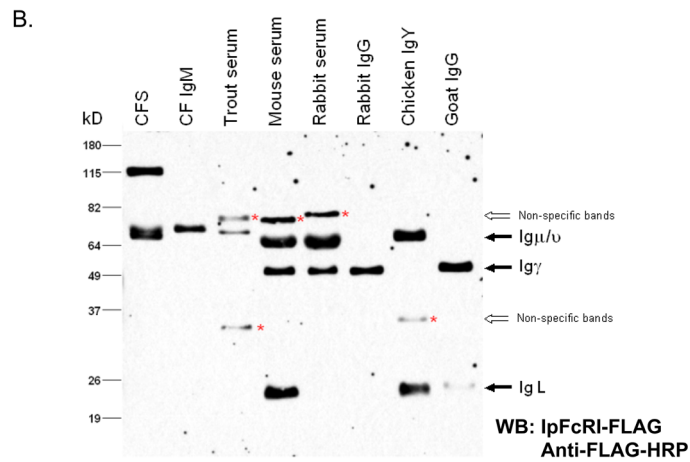 B.
kD
CFS
CF IgM
Trout serum
Mouse serum
Rabbit serum
Rabbit IgG
Chicken IgY
Goat IgG
180
115
82
64
49
37
26
19
*
*
*
*
*
Non-specific bands
Igμ/υ
Igγ
Non-specific bands
Ig L
WB: IpFcRI-FLAG
Anti-FLAG-HRP